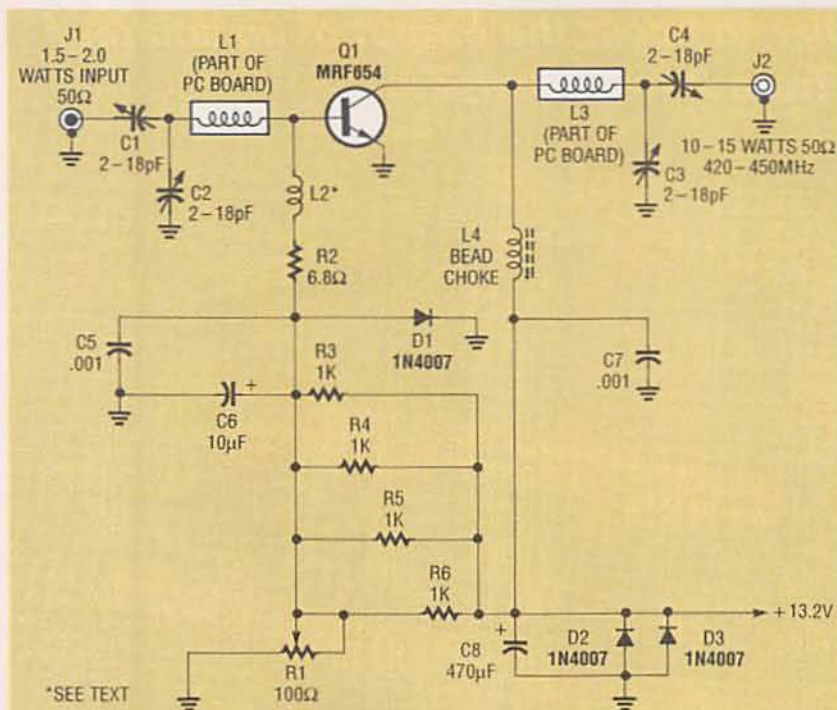 J1
1.5–2.0
WATTS INPUT
50Ω
C1
2–18pF
C2
2–18pF
L1
(PART OF
PC BOARD)
Q1
MRF654
L2*
R2
6.8Ω
L3
(PART OF
PC BOARD)
C4
2–18pF
J2
10–15 WATTS 50Ω
420–450MHz
C3
2–18pF
L4
BEAD
CHOKE
C5
.001
D1
1N4007
C7
.001
R3
1K
C6
10µF
+
R4
1K
R5
1K
R6
1K
R1
100Ω
+
C8
470µF
D2
1N4007
D3
1N4007
+13.2V
*SEE TEXT